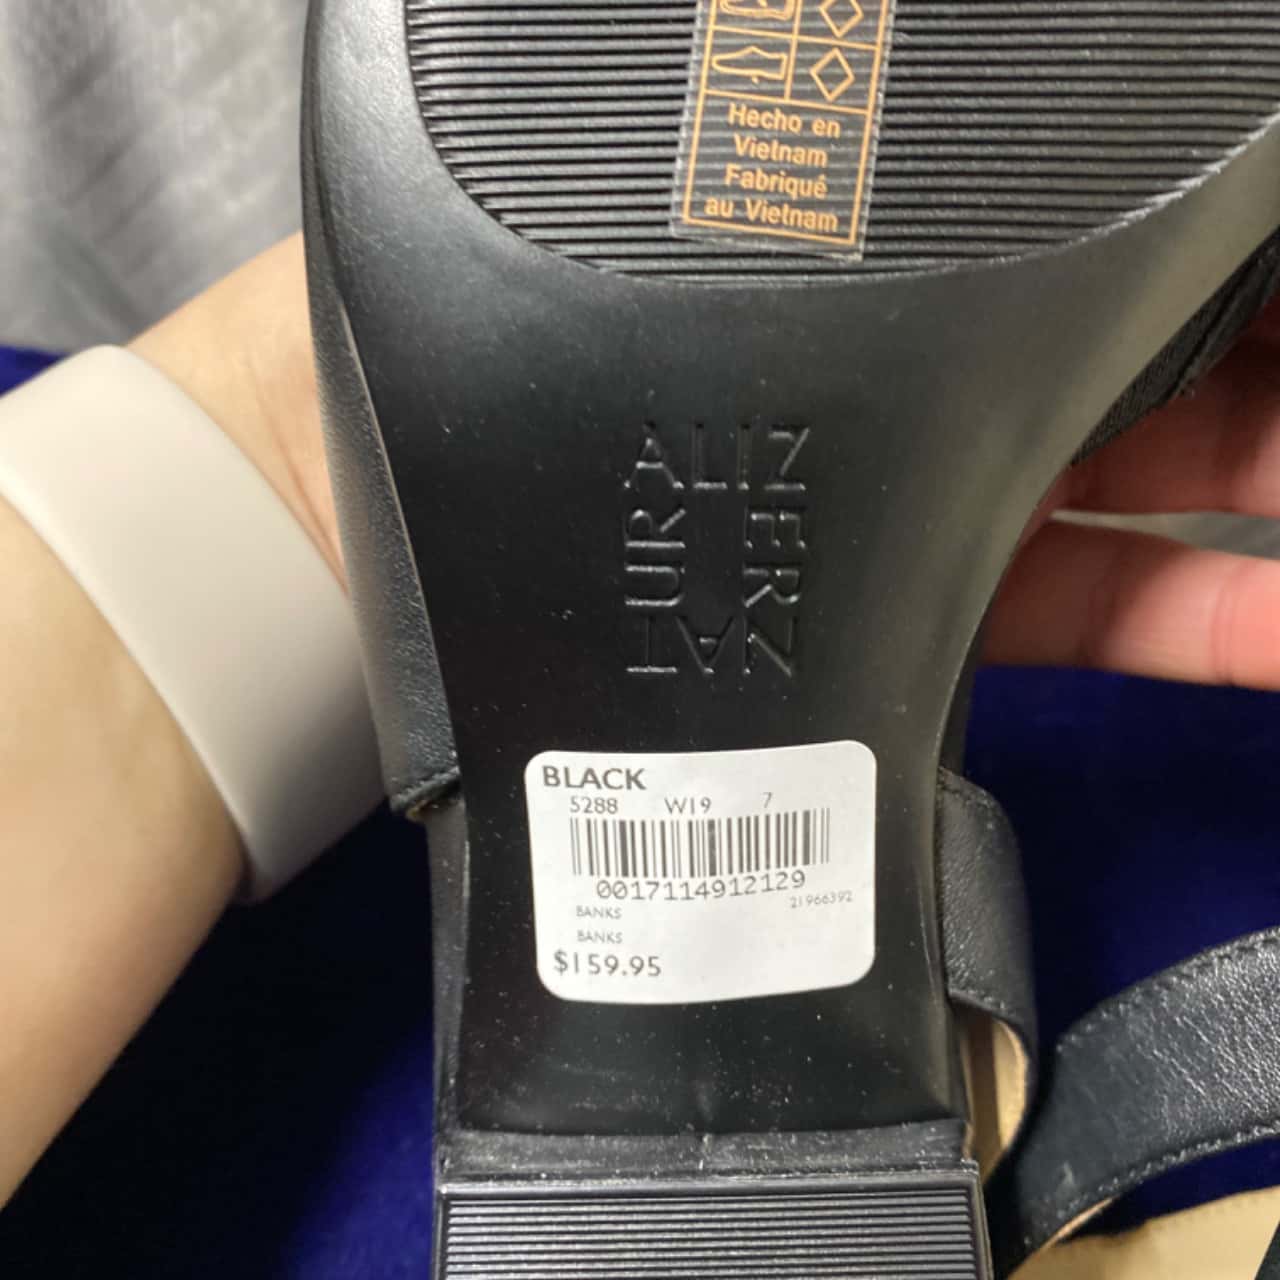 Hecho en
Vietnam
Fabriqué
au Vietnam
NATURALIZER
BLACK
5288 W19 7
0017114912129
BANKS 21966392
BANKS
$159.95